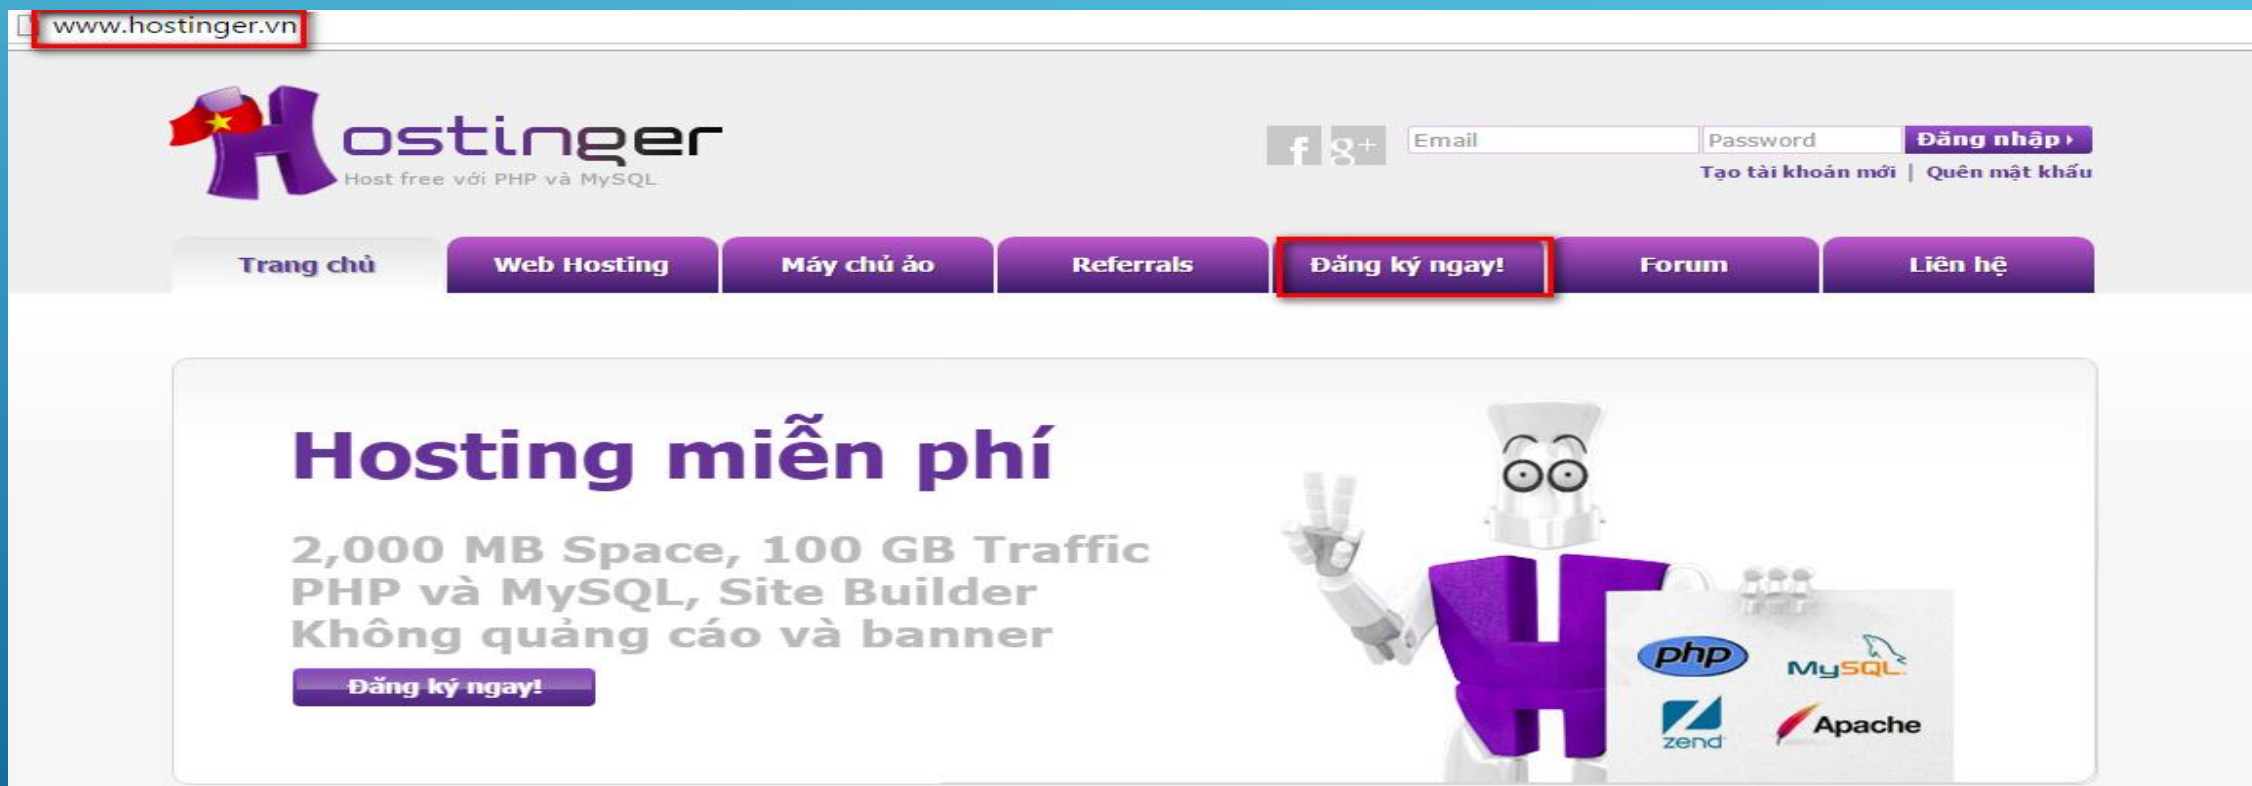 www.hostinger.vn
Hostinger
Host free với PHP và MySQL
f g+ Email Password Đăng nhập
Tạo tài khoản mới | Quên mật khẩu
Trang chủ Web Hosting Máy chủ ảo Referrals Đăng ký ngay! Forum Liên hệ
Hosting miễn phí
2,000 MB Space, 100 GB Traffic
PHP và MySQL, Site Builder
Không quảng cáo và banner
Đăng ký ngay!
php MySQL
zend Apache